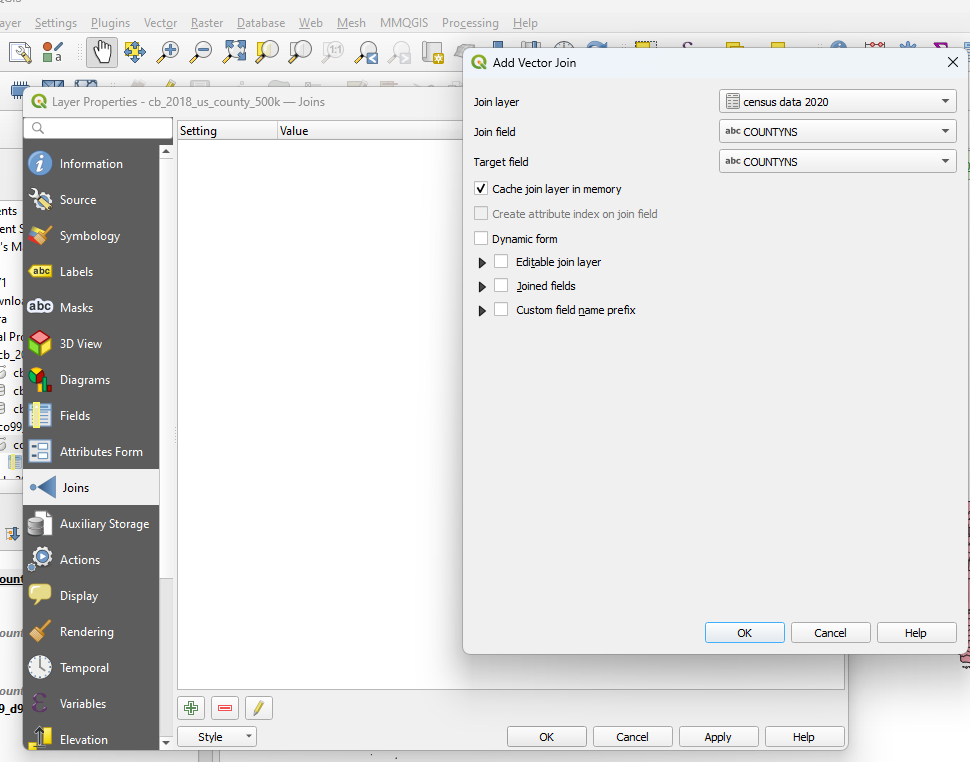 Settings Plugins Vector Raster Database Web Mesh MMQGIS Processing Help
Layer Properties - cb_2018_us_county_500k — Joins
Setting Value
Information
Source
Symbology
abc Labels
abc Masks
3D View
Diagrams
Fields
Attributes Form
Joins
Auxiliary Storage
Actions
Display
Rendering
Temporal
Variables
Elevation
Style
OK Cancel Apply Help
Add Vector Join
Join layer census data 2020
Join field abc COUNTYNS
Target field abc COUNTYNS
Cache join layer in memory
Create attribute index on join field
Dynamic form
Editable join layer
Joined fields
Custom field name prefix
OK Cancel Help